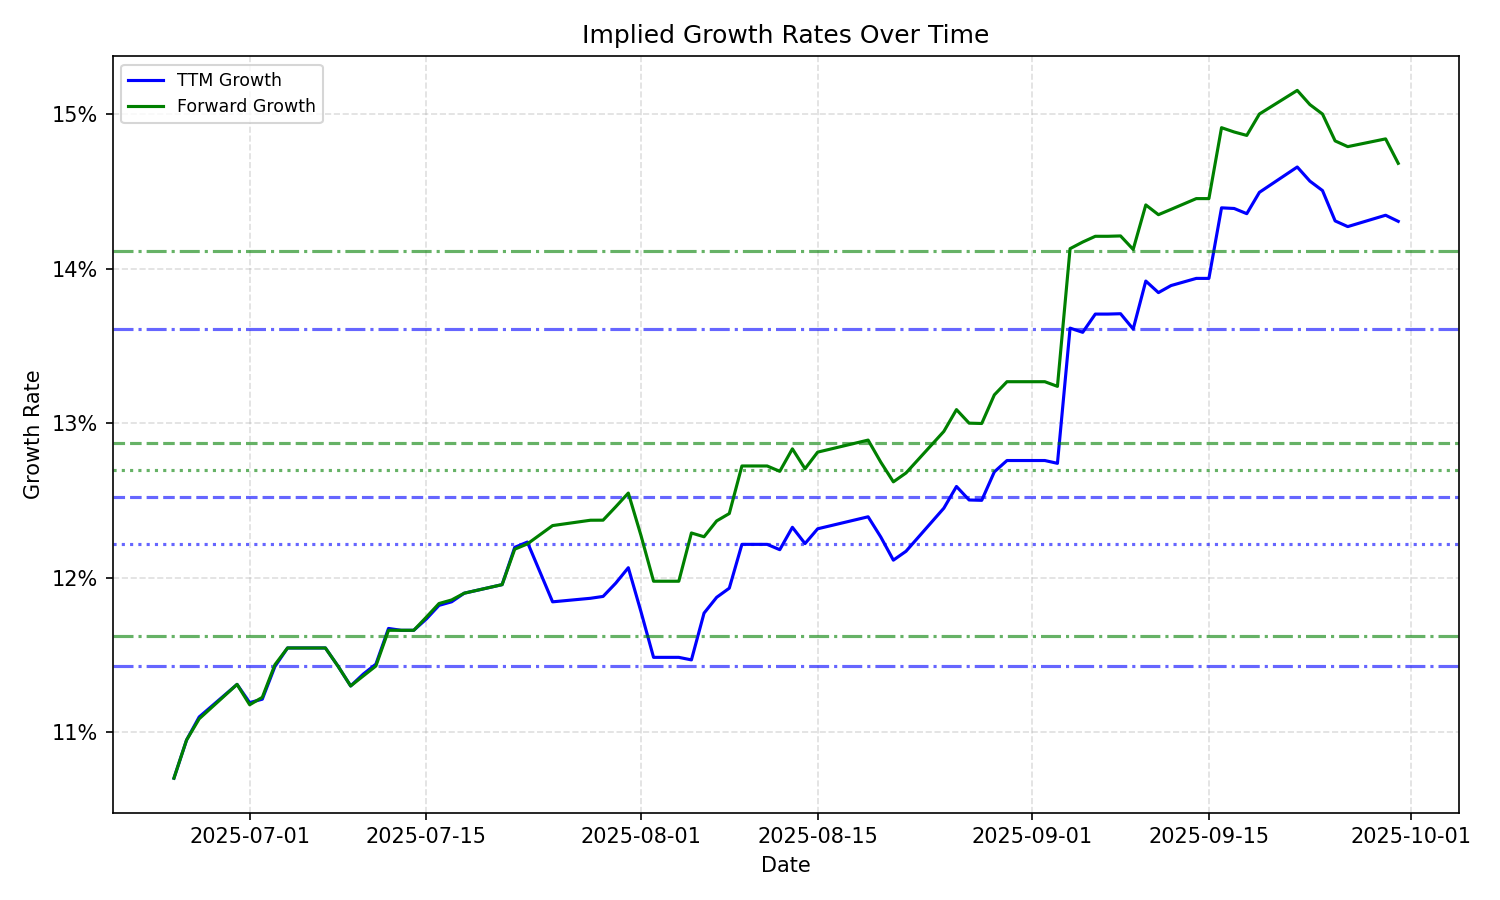 Implied Growth Rates Over Time
TTM Growth
Forward Growth
15%
14%
13%
12%
11%
Growth Rate
2025-07-01
2025-07-15
2025-08-01
2025-08-15
2025-09-01
2025-09-15
2025-10-01
Date